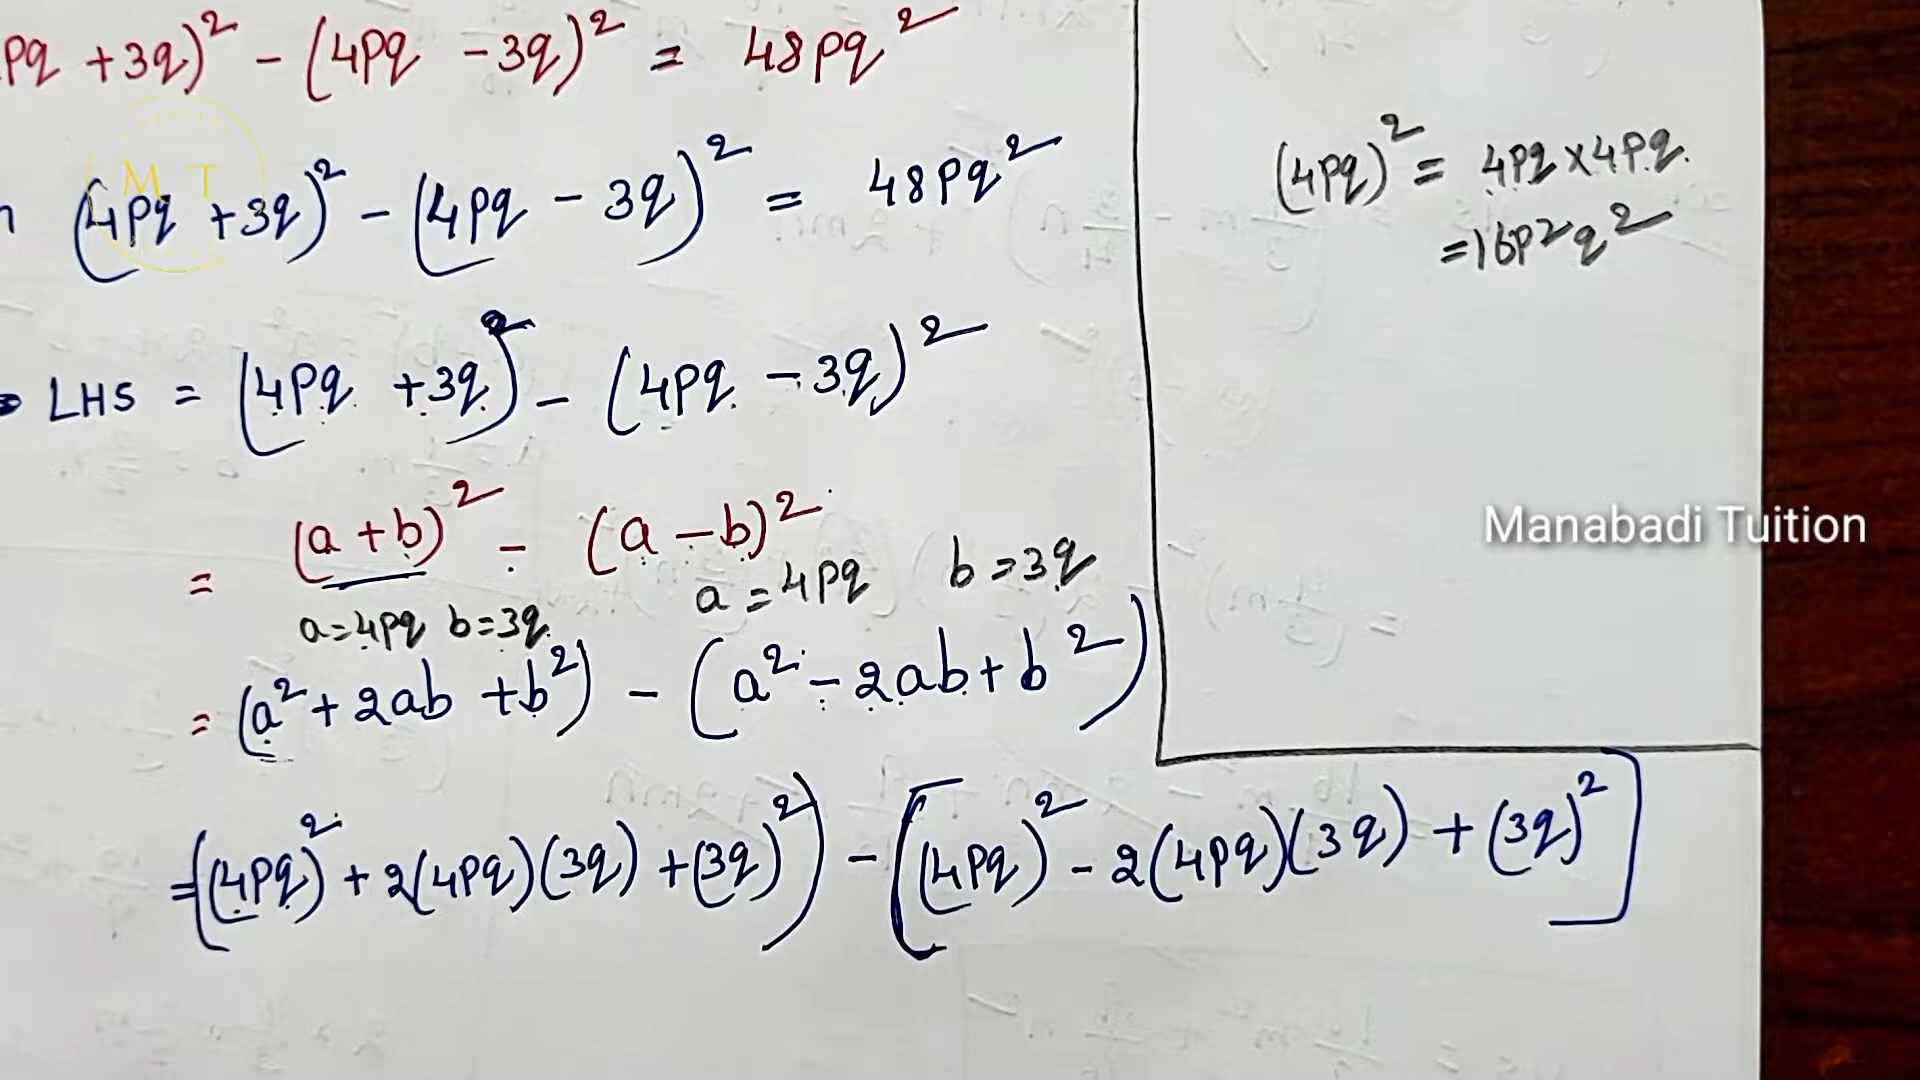 pq + 3q)² - (4pq - 3q)² = 48pq²
(4pq + 3q)² - (4pq - 3q)² = 48pq²
LHS = (4pq + 3q)² - (4pq - 3q)²
= (a + b)² - (a - b)²
a = 4pq b = 3q a = 4pq b = 3q
= (a² + 2ab + b²) - (a² - 2ab + b²)
= ((4pq)² + 2(4pq)(3q) + (3q)²) - [(4pq)² - 2(4pq)(3q) + (3q)²]
(4pq)² = 4pq × 4pq
= 16p²q²
M T
Manabadi Tuition